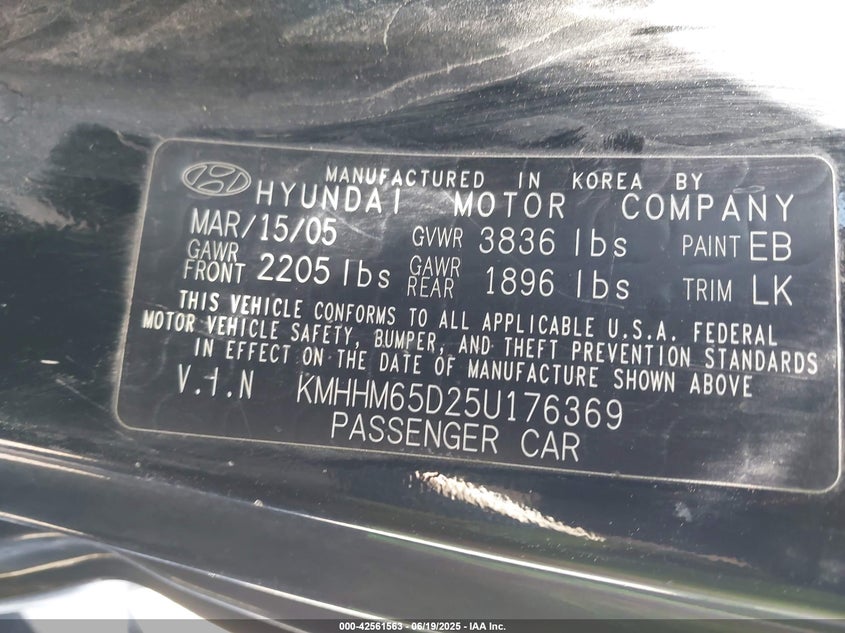 MANUFACTURED IN KOREA BY
HYUNDAI MOTOR COMPANY
MAR/15/05 GVWR 3836 lbs PAINT EB
GAWR FRONT 2205 lbs GAWR REAR 1896 lbs TRIM LK
THIS VEHICLE CONFORMS TO ALL APPLICABLE U.S.A. FEDERAL
MOTOR VEHICLE SAFETY, BUMPER, AND THEFT PREVENTION STANDARDS
IN EFFECT ON THE DATE OF MANUFACTURE SHOWN ABOVE
V.I.N KMHHM65D25U176369
PASSENGER CAR
000-42561563 - 06/19/2025 - IAA Inc.